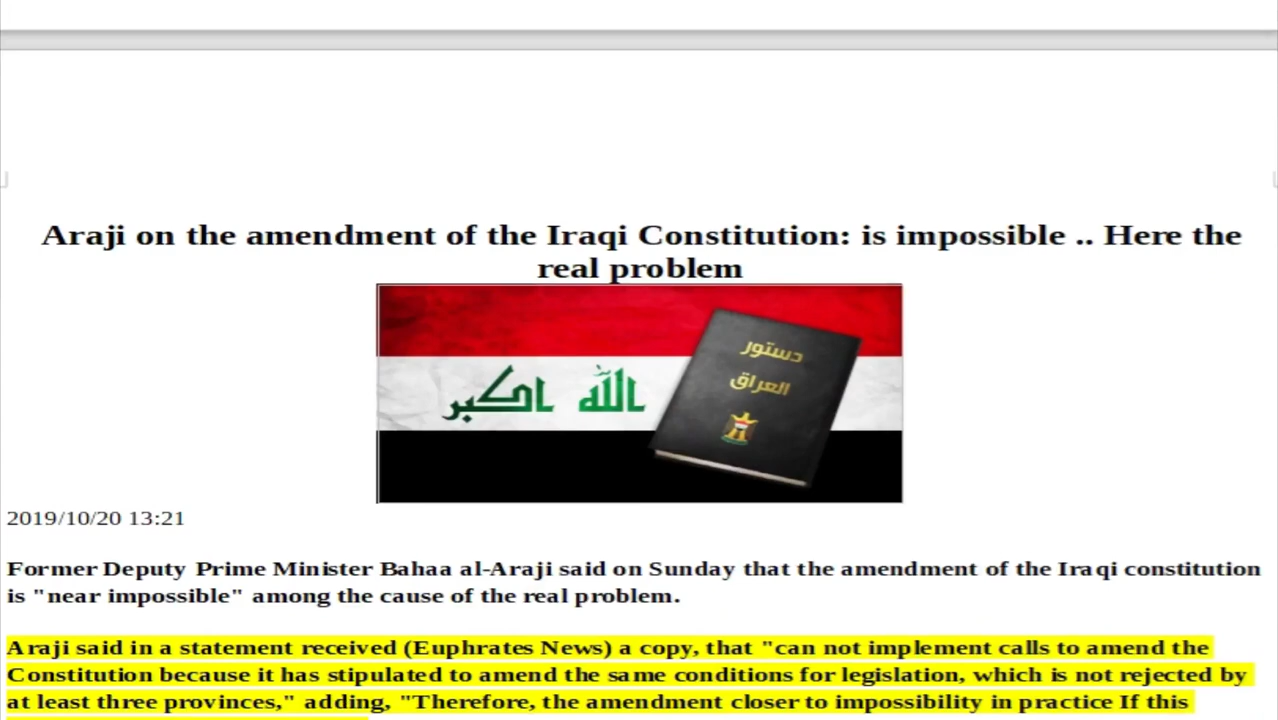 Araji on the amendment of the Iraqi Constitution: is impossible .. Here the
real problem
الله اكبر
دستور
العراق
2019/10/20 13:21
Former Deputy Prime Minister Bahaa al-Araji said on Sunday that the amendment of the Iraqi constitution
is "near impossible" among the cause of the real problem.
Araji said in a statement received (Euphrates News) a copy, that "can not implement calls to amend the
Constitution because it has stipulated to amend the same conditions for legislation, which is not rejected by
at least three provinces," adding, "Therefore, the amendment closer to impossibility in practice If this